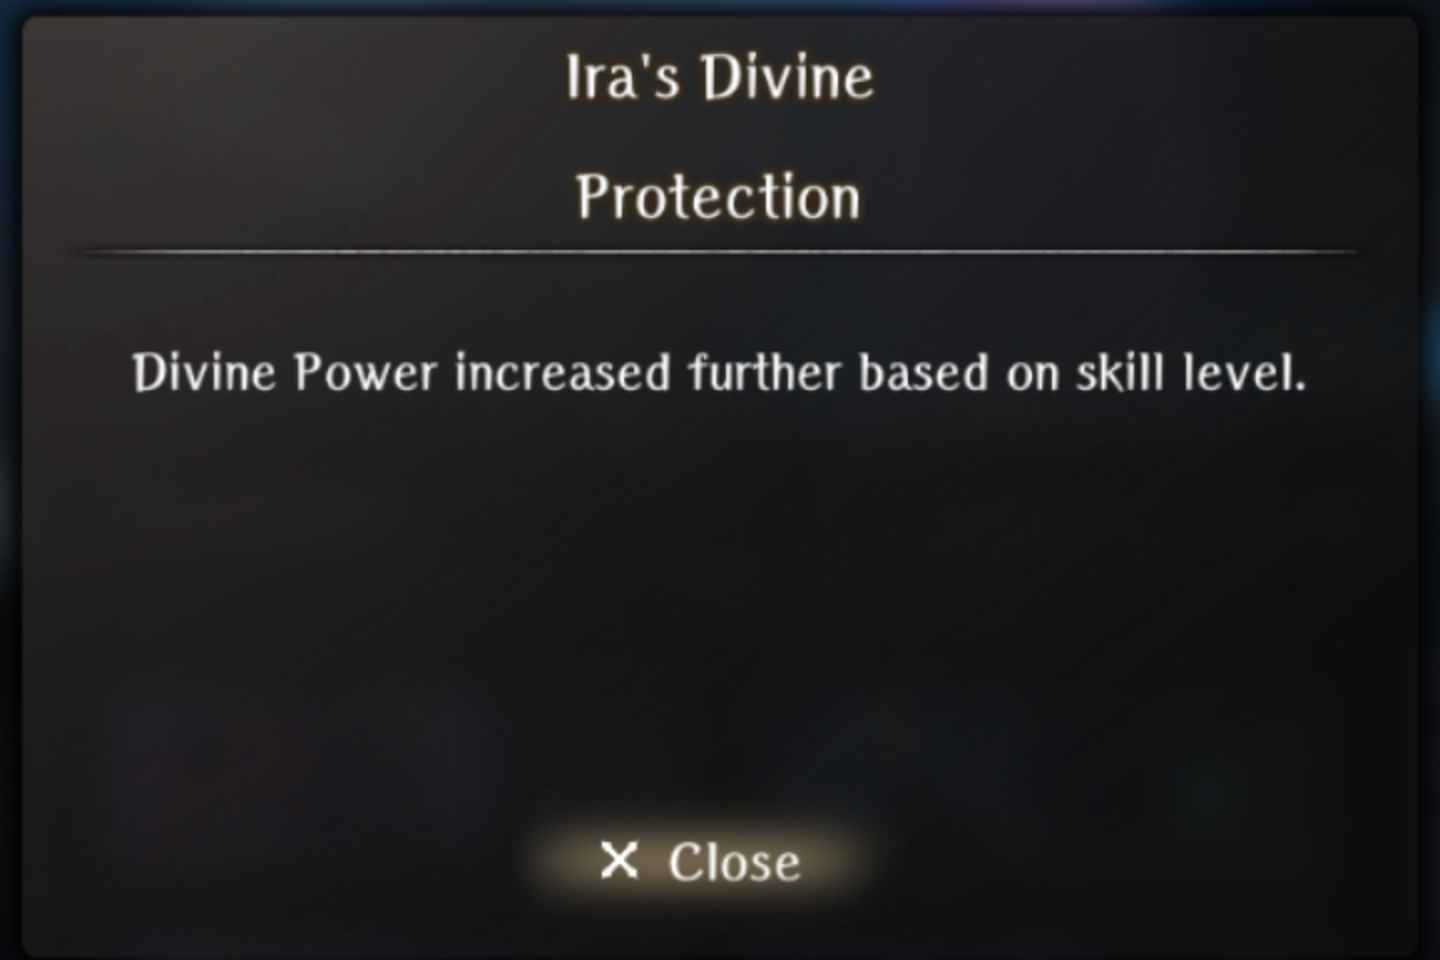 Ira's Divine
Protection
Divine Power increased further based on skill level.
Close